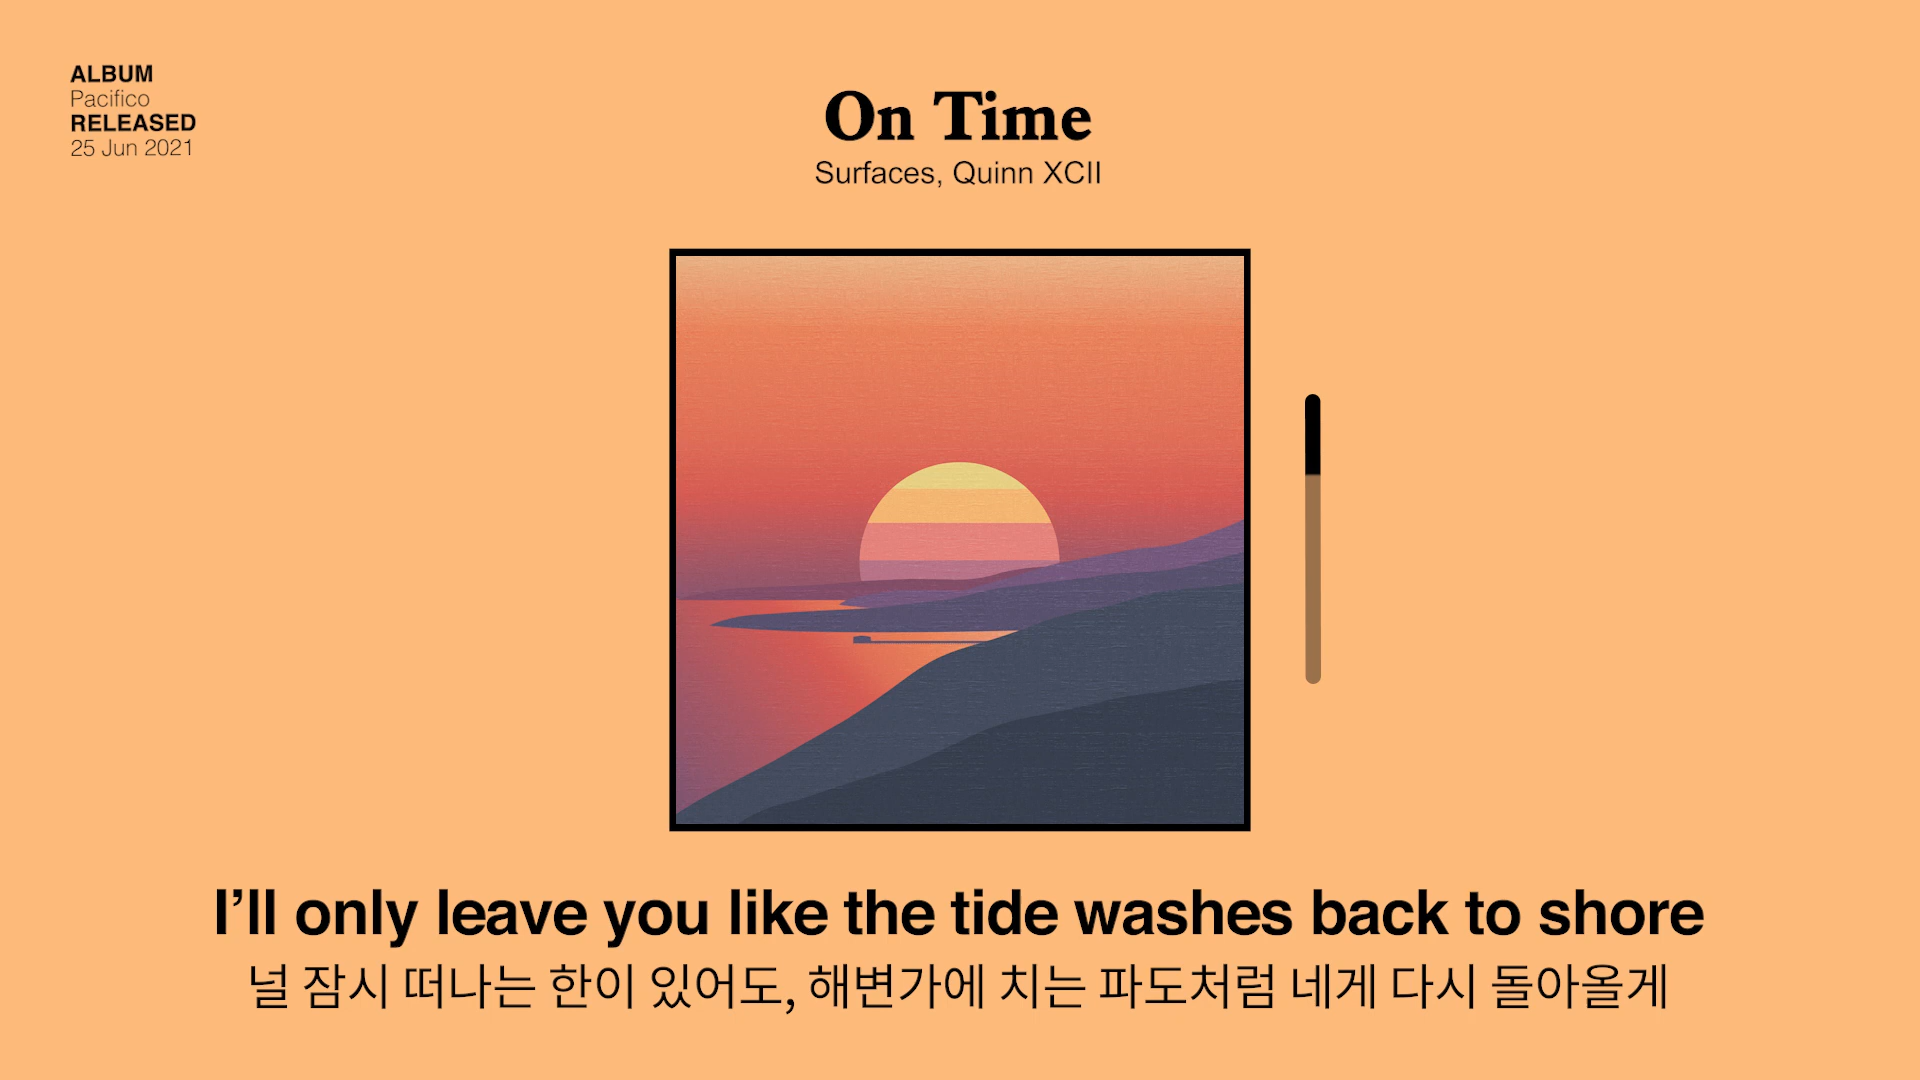 ALBUM
Pacifico
RELEASED
25 Jun 2021
On Time
Surfaces, Quinn XCII
I’ll only leave you like the tide washes back to shore
널 잠시 떠나는 한이 있어도, 해변가에 치는 파도처럼 네게 다시 돌아올게